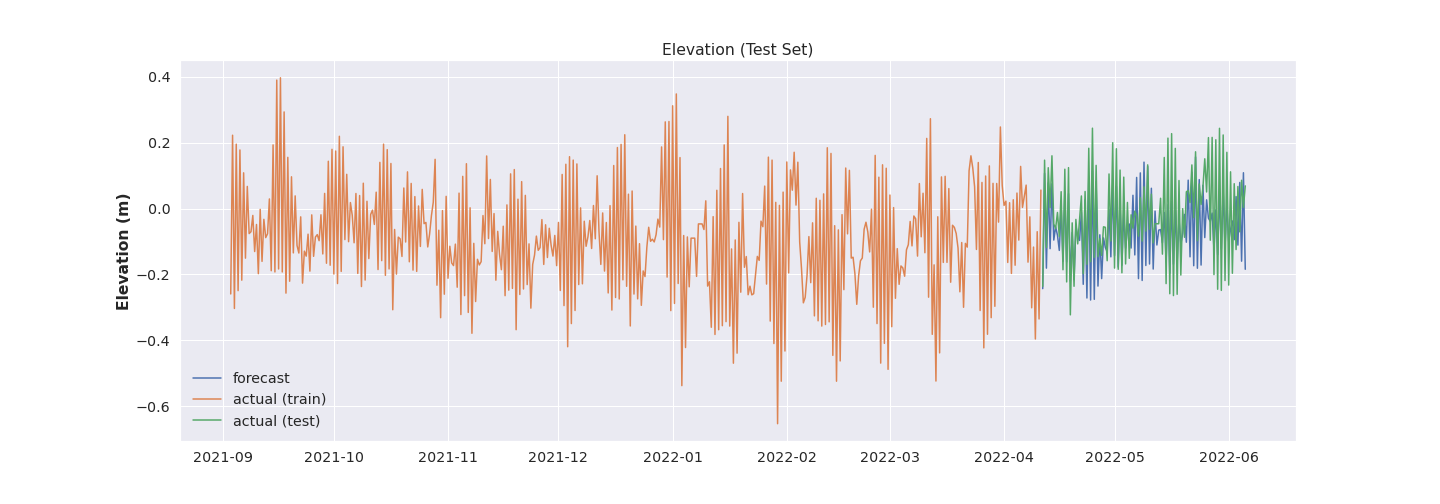 Elevation (Test Set)
Elevation (m)
0.4
0.2
0.0
−0.2
−0.4
−0.6
forecast
actual (train)
actual (test)
2021-09 2021-10 2021-11 2021-12 2022-01 2022-02 2022-03 2022-04 2022-05 2022-06